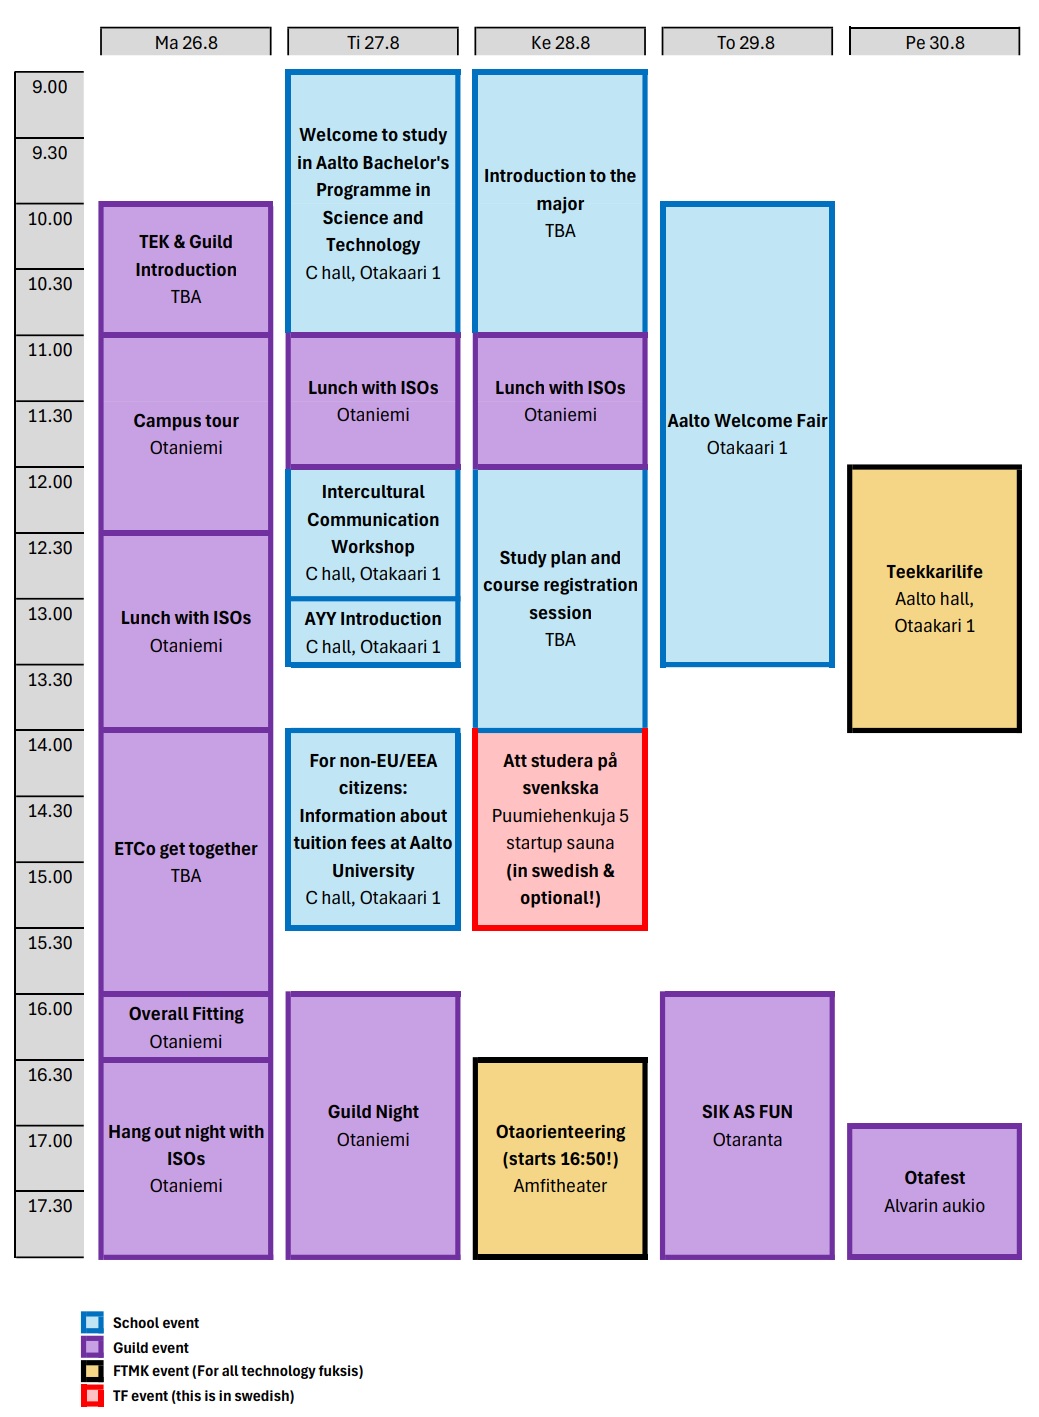 Ma 26.8
Ti 27.8
Ke 28.8
To 29.8
Pe 30.8
9.00
9.30
10.00
10.30
11.00
11.30
12.00
12.30
13.00
13.30
14.00
14.30
15.00
15.30
16.00
16.30
17.00
17.30
TEK & Guild
Introduction
TBA
Campus tour
Otaniemi
Lunch with ISOs
Otaniemi
ETCo get together
TBA
Overall Fitting
Otaniemi
Hang out night with
ISOs
Otaniemi
Welcome to study
in Aalto Bachelor's
Programme in
Science and
Technology
C hall, Otakaari 1
Lunch with ISOs
Otaniemi
Intercultural
Communication
Workshop
C hall, Otakaari 1
AYY Introduction
C hall, Otakaari 1
For non-EU/EEA
citizens:
Information about
tuition fees at Aalto
University
C hall, Otakaari 1
Guild Night
Otaniemi
Introduction to the
major
TBA
Lunch with ISOs
Otaniemi
Study plan and
course registration
session
TBA
Att studera på
svenkska
Puumiehenkuja 5
startup sauna
(in swedish &
optional!)
Otaorienteering
(starts 16:50!)
Amfitheater
Aalto Welcome Fair
Otakaari 1
SIK AS FUN
Otaranta
Teekkarilife
Aalto hall,
Otaakari 1
Otafest
Alvarin aukio
School event
Guild event
FTMK event (For all technology fuksis)
TF event (this is in swedish)